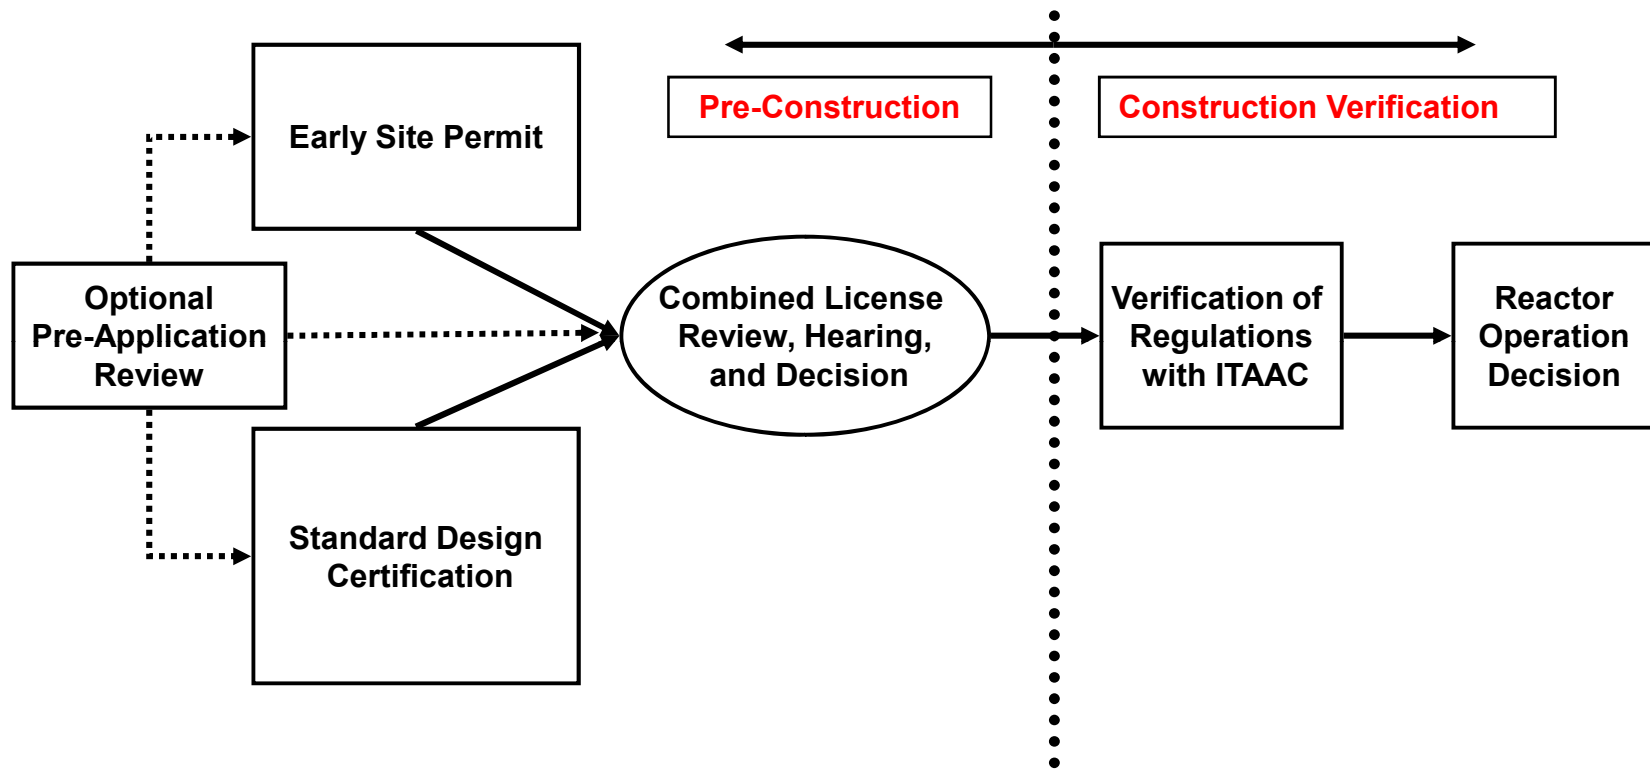 Pre-Construction
Construction Verification
Early Site Permit
Optional
Pre-Application
Review
Combined License
Review, Hearing,
and Decision
Verification of
Regulations
with ITAAC
Reactor
Operation
Decision
Standard Design
Certification